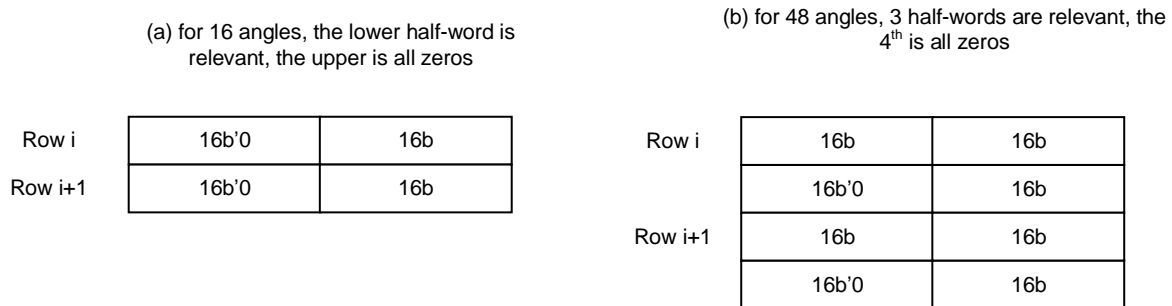 (a) for 16 angles, the lower half-word is
relevant, the upper is all zeros
Row i 16b'0 16b
Row i+1 16b'0 16b
(b) for 48 angles, 3 half-words are relevant, the
4th is all zeros
Row i 16b 16b
16b'0 16b
Row i+1 16b 16b
16b'0 16b